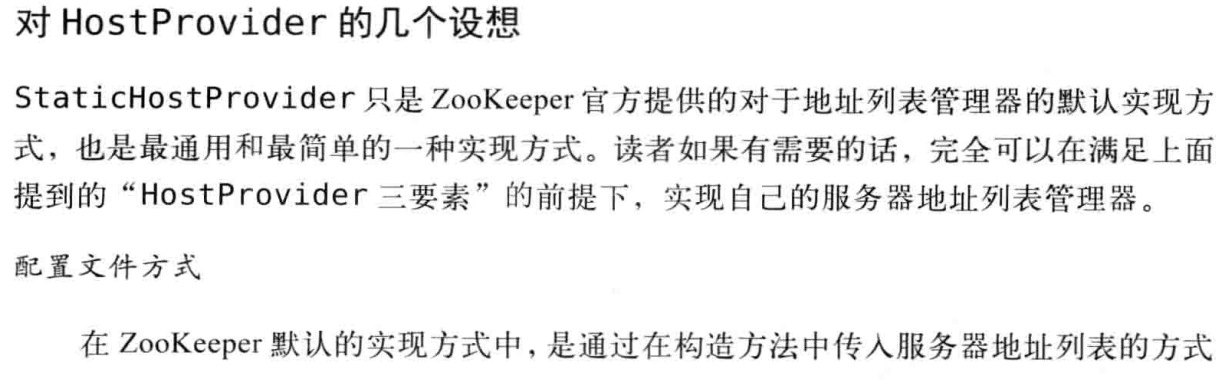 对 HostProvider 的几个设想
StaticHostProvider 只是 ZooKeeper 官方提供的对于地址列表管理器的默认实现方
式，也是最通用和最简单的一种实现方式。读者如果有需要的话，完全可以在满足上面
提到的“HostProvider 三要素”的前提下，实现自己的服务器地址列表管理器。
配置文件方式
在 ZooKeeper 默认的实现方式中，是通过在构造方法中传入服务器地址列表的方式